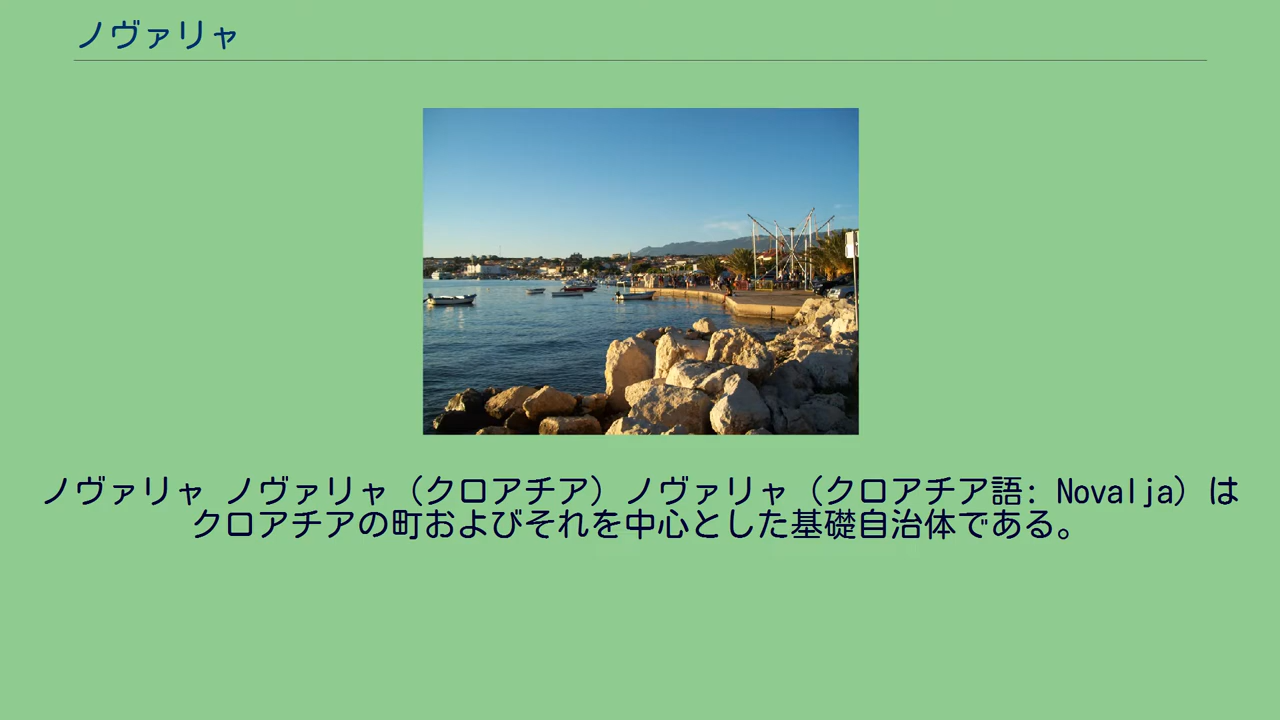 ノヴァリャ
ノヴァリャ ノヴァリャ（クロアチア）ノヴァリャ（クロアチア語: Novalja）は
クロアチアの町およびそれを中心とした基礎自治体である。